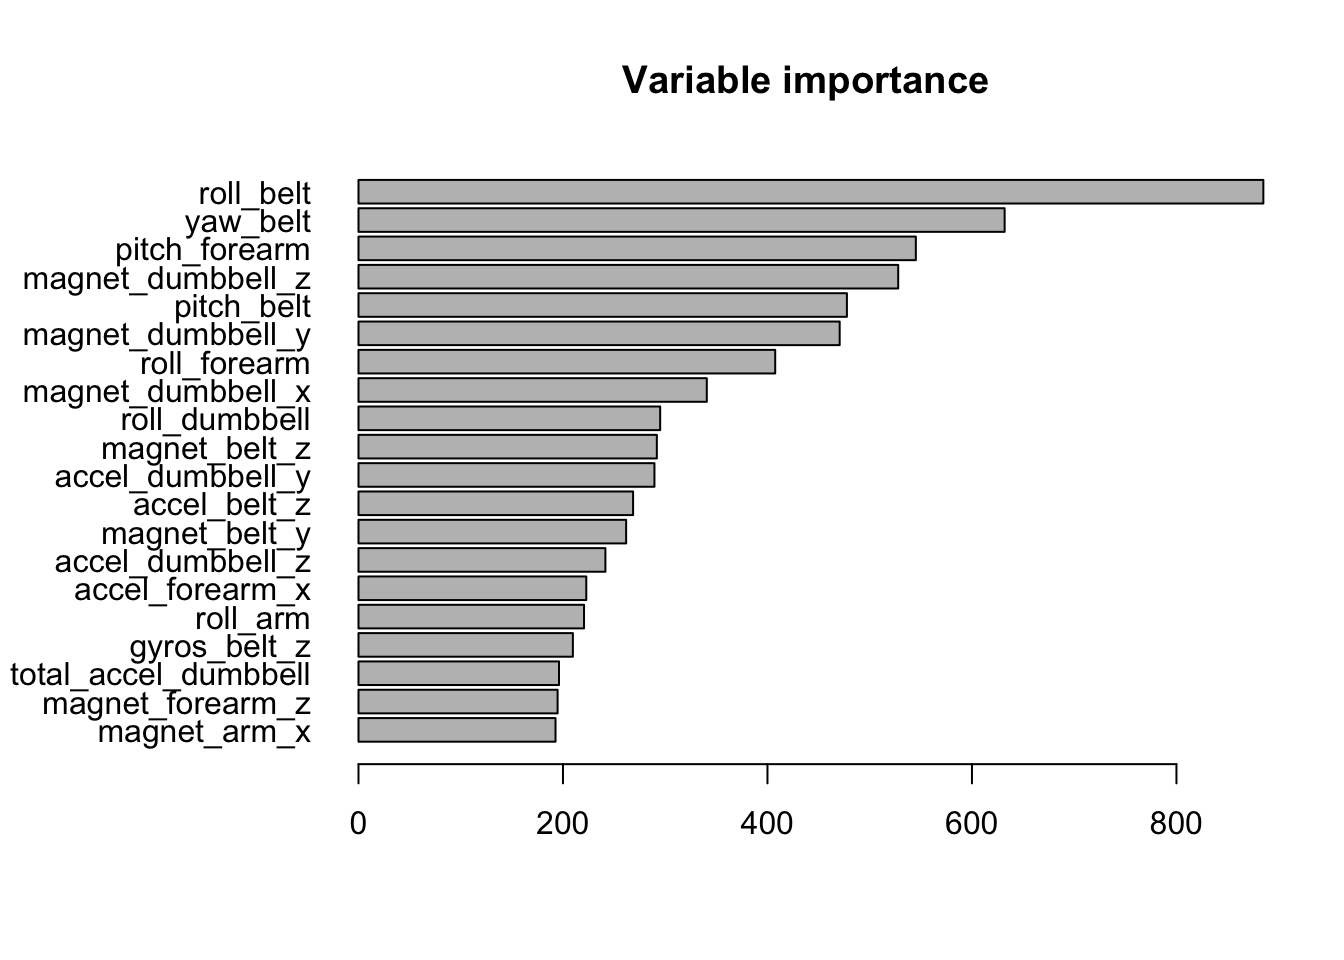 Variable importance
roll_belt
yaw_belt
pitch_forearm
magnet_dumbbell_z
pitch_belt
magnet_dumbbell_y
roll_forearm
magnet_dumbbell_x
roll_dumbbell
magnet_belt_z
accel_dumbbell_y
accel_belt_z
magnet_belt_y
accel_dumbbell_z
accel_forearm_x
roll_arm
gyros_belt_z
total_accel_dumbbell
magnet_forearm_z
magnet_arm_x
0 200 400 600 800